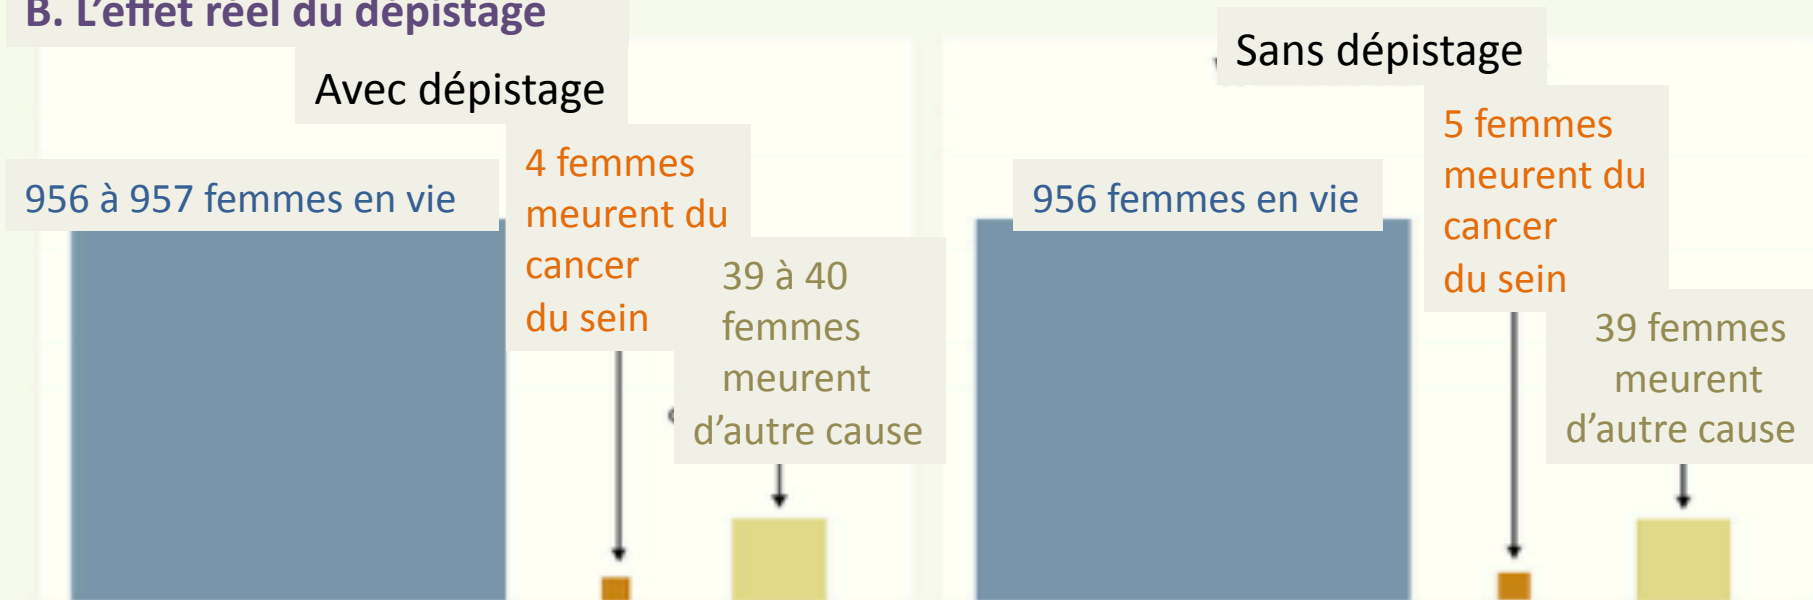 B. L’effet réel du dépistage
Avec dépistage
956 à 957 femmes en vie
4 femmes
meurent du
cancer
du sein
39 à 40
femmes
meurent
d’autre cause
Sans dépistage
956 femmes en vie
5 femmes
meurent du
cancer
du sein
39 femmes
meurent
d’autre cause